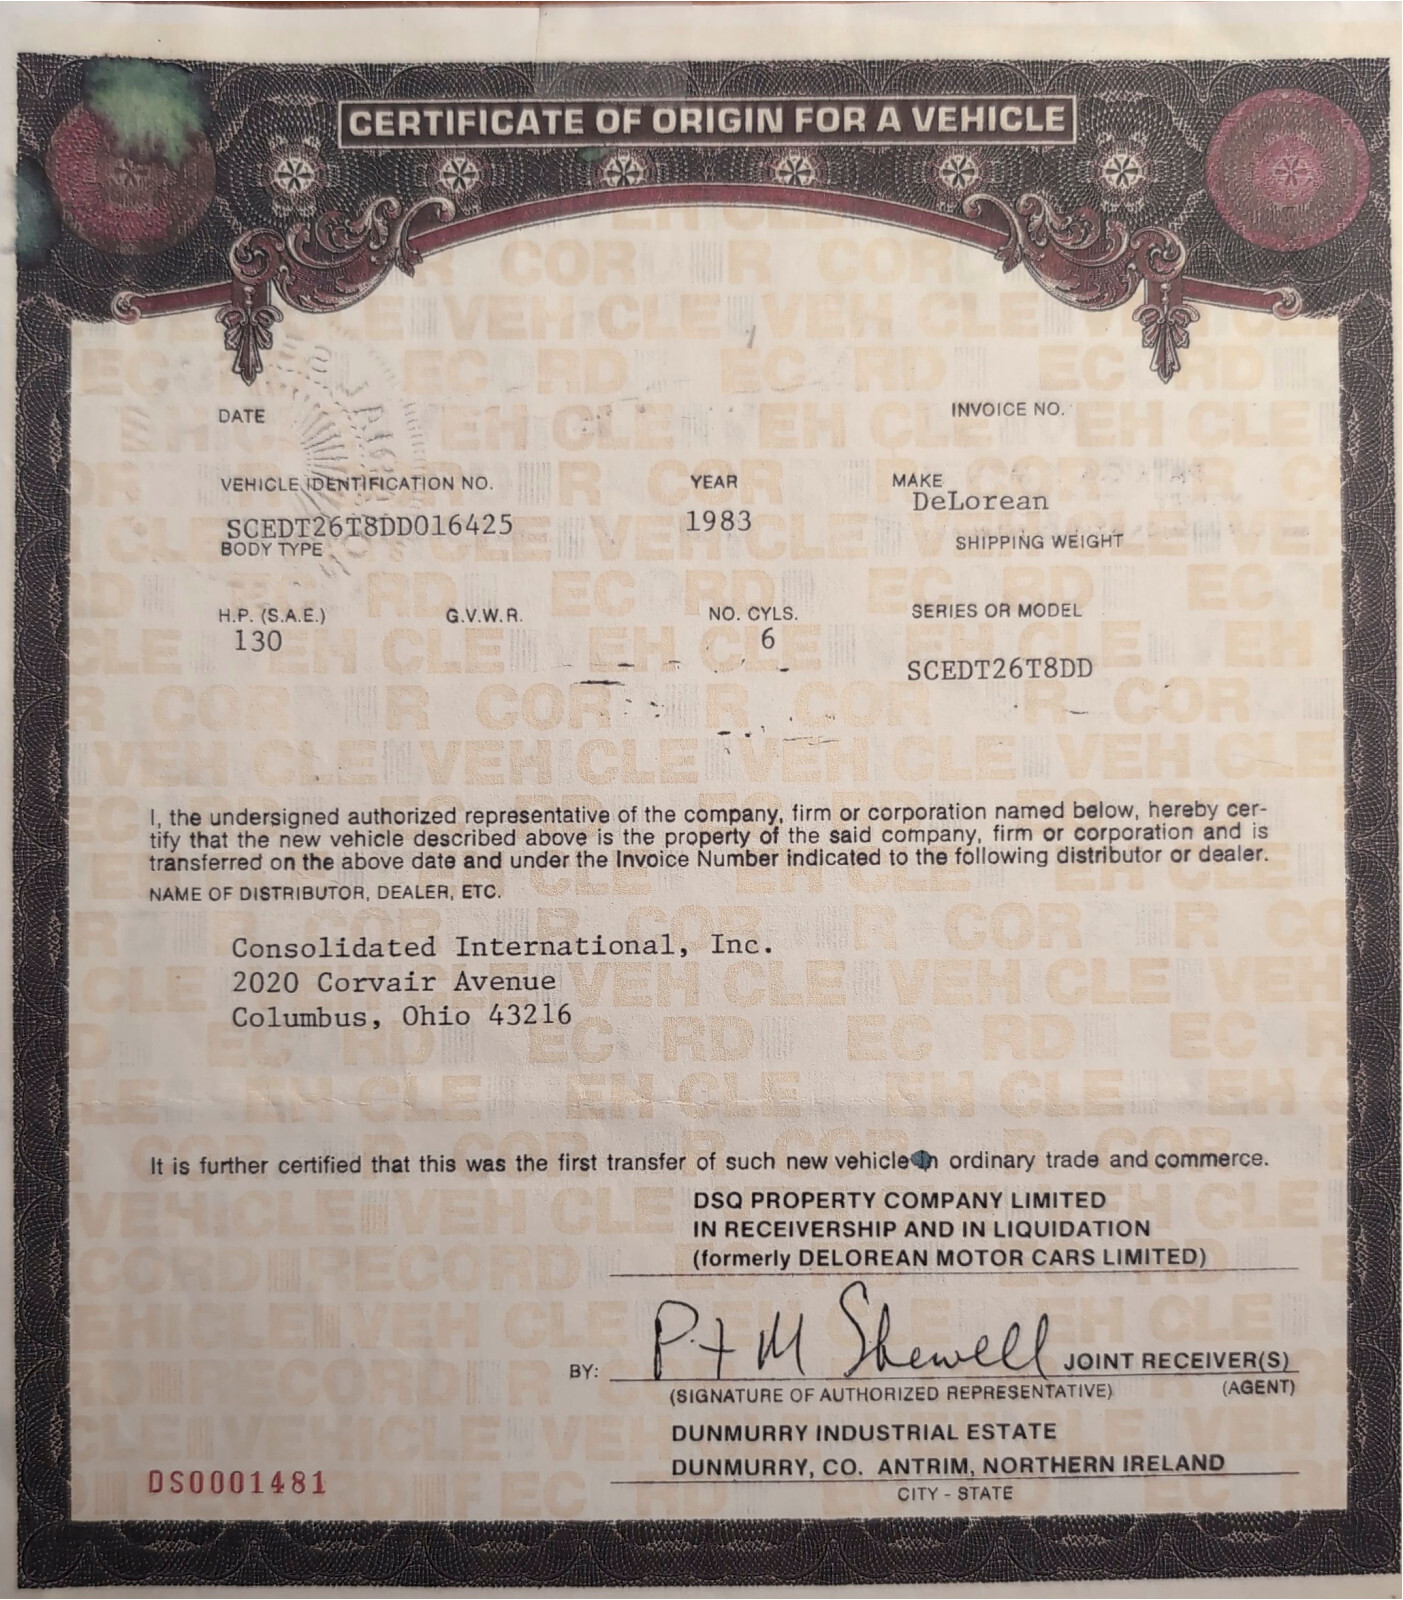 CERTIFICATE OF ORIGIN FOR A VEHICLE
DATE
INVOICE NO.
VEHICLE IDENTIFICATION NO.
YEAR
MAKE
SCEDT26T8DD016425
1983
DeLorean
BODY TYPE
SHIPPING WEIGHT
H.P. (S.A.E.)
G.V.W.R.
NO. CYLS.
SERIES OR MODEL
130
6
SCEDT26T8DD
I, the undersigned authorized representative of the company, firm or corporation named below, hereby cer-
tify that the new vehicle described above is the property of the said company, firm or corporation and is
transferred on the above date and under the Invoice Number indicated to the following distributor or dealer.
NAME OF DISTRIBUTOR, DEALER, ETC.
Consolidated International, Inc.
2020 Corvair Avenue
Columbus, Ohio 43216
It is further certified that this was the first transfer of such new vehicle in ordinary trade and commerce.
DSQ PROPERTY COMPANY LIMITED
IN RECEIVERSHIP AND IN LIQUIDATION
(formerly DELOREAN MOTOR CARS LIMITED)
BY: P + M Shewell JOINT RECEIVER(S)
(SIGNATURE OF AUTHORIZED REPRESENTATIVE) (AGENT)
DUNMURRY INDUSTRIAL ESTATE
DUNMURRY, CO. ANTRIM, NORTHERN IRELAND
CITY - STATE
DS0001481